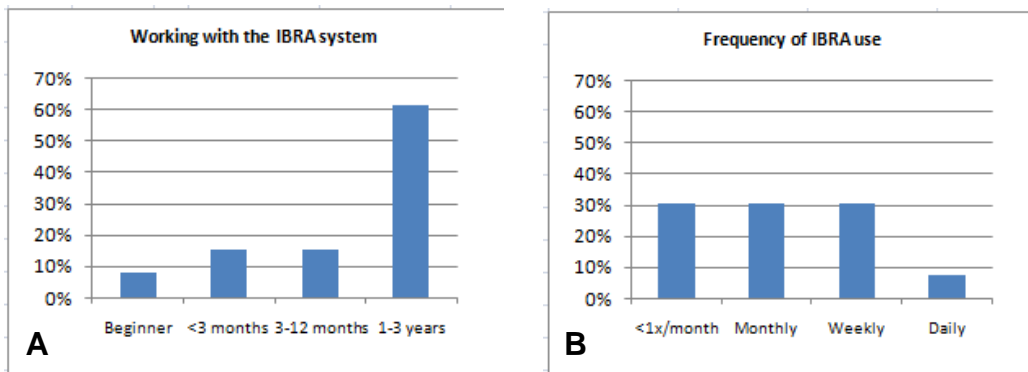 Working with the IBRA system
70%
60%
50%
40%
30%
20%
10%
0%
Beginner <3 months 3-12 months 1-3 years
A
Frequency of IBRA use
70%
60%
50%
40%
30%
20%
10%
0%
<1x/month Monthly Weekly Daily
B